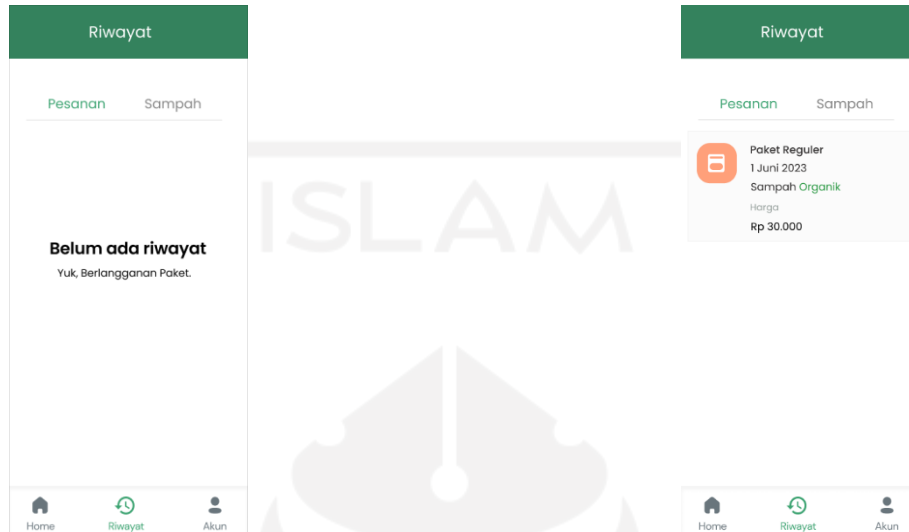 Riwayat
Pesanan Sampah
Belum ada riwayat
Yuk, Berlangganan Paket.
Home Riwayat Akun
ISLAM
Riwayat
Pesanan Sampah
Paket Reguler
1 Juni 2023
Sampah Organik
Harga
Rp 30.000
Home Riwayat Akun